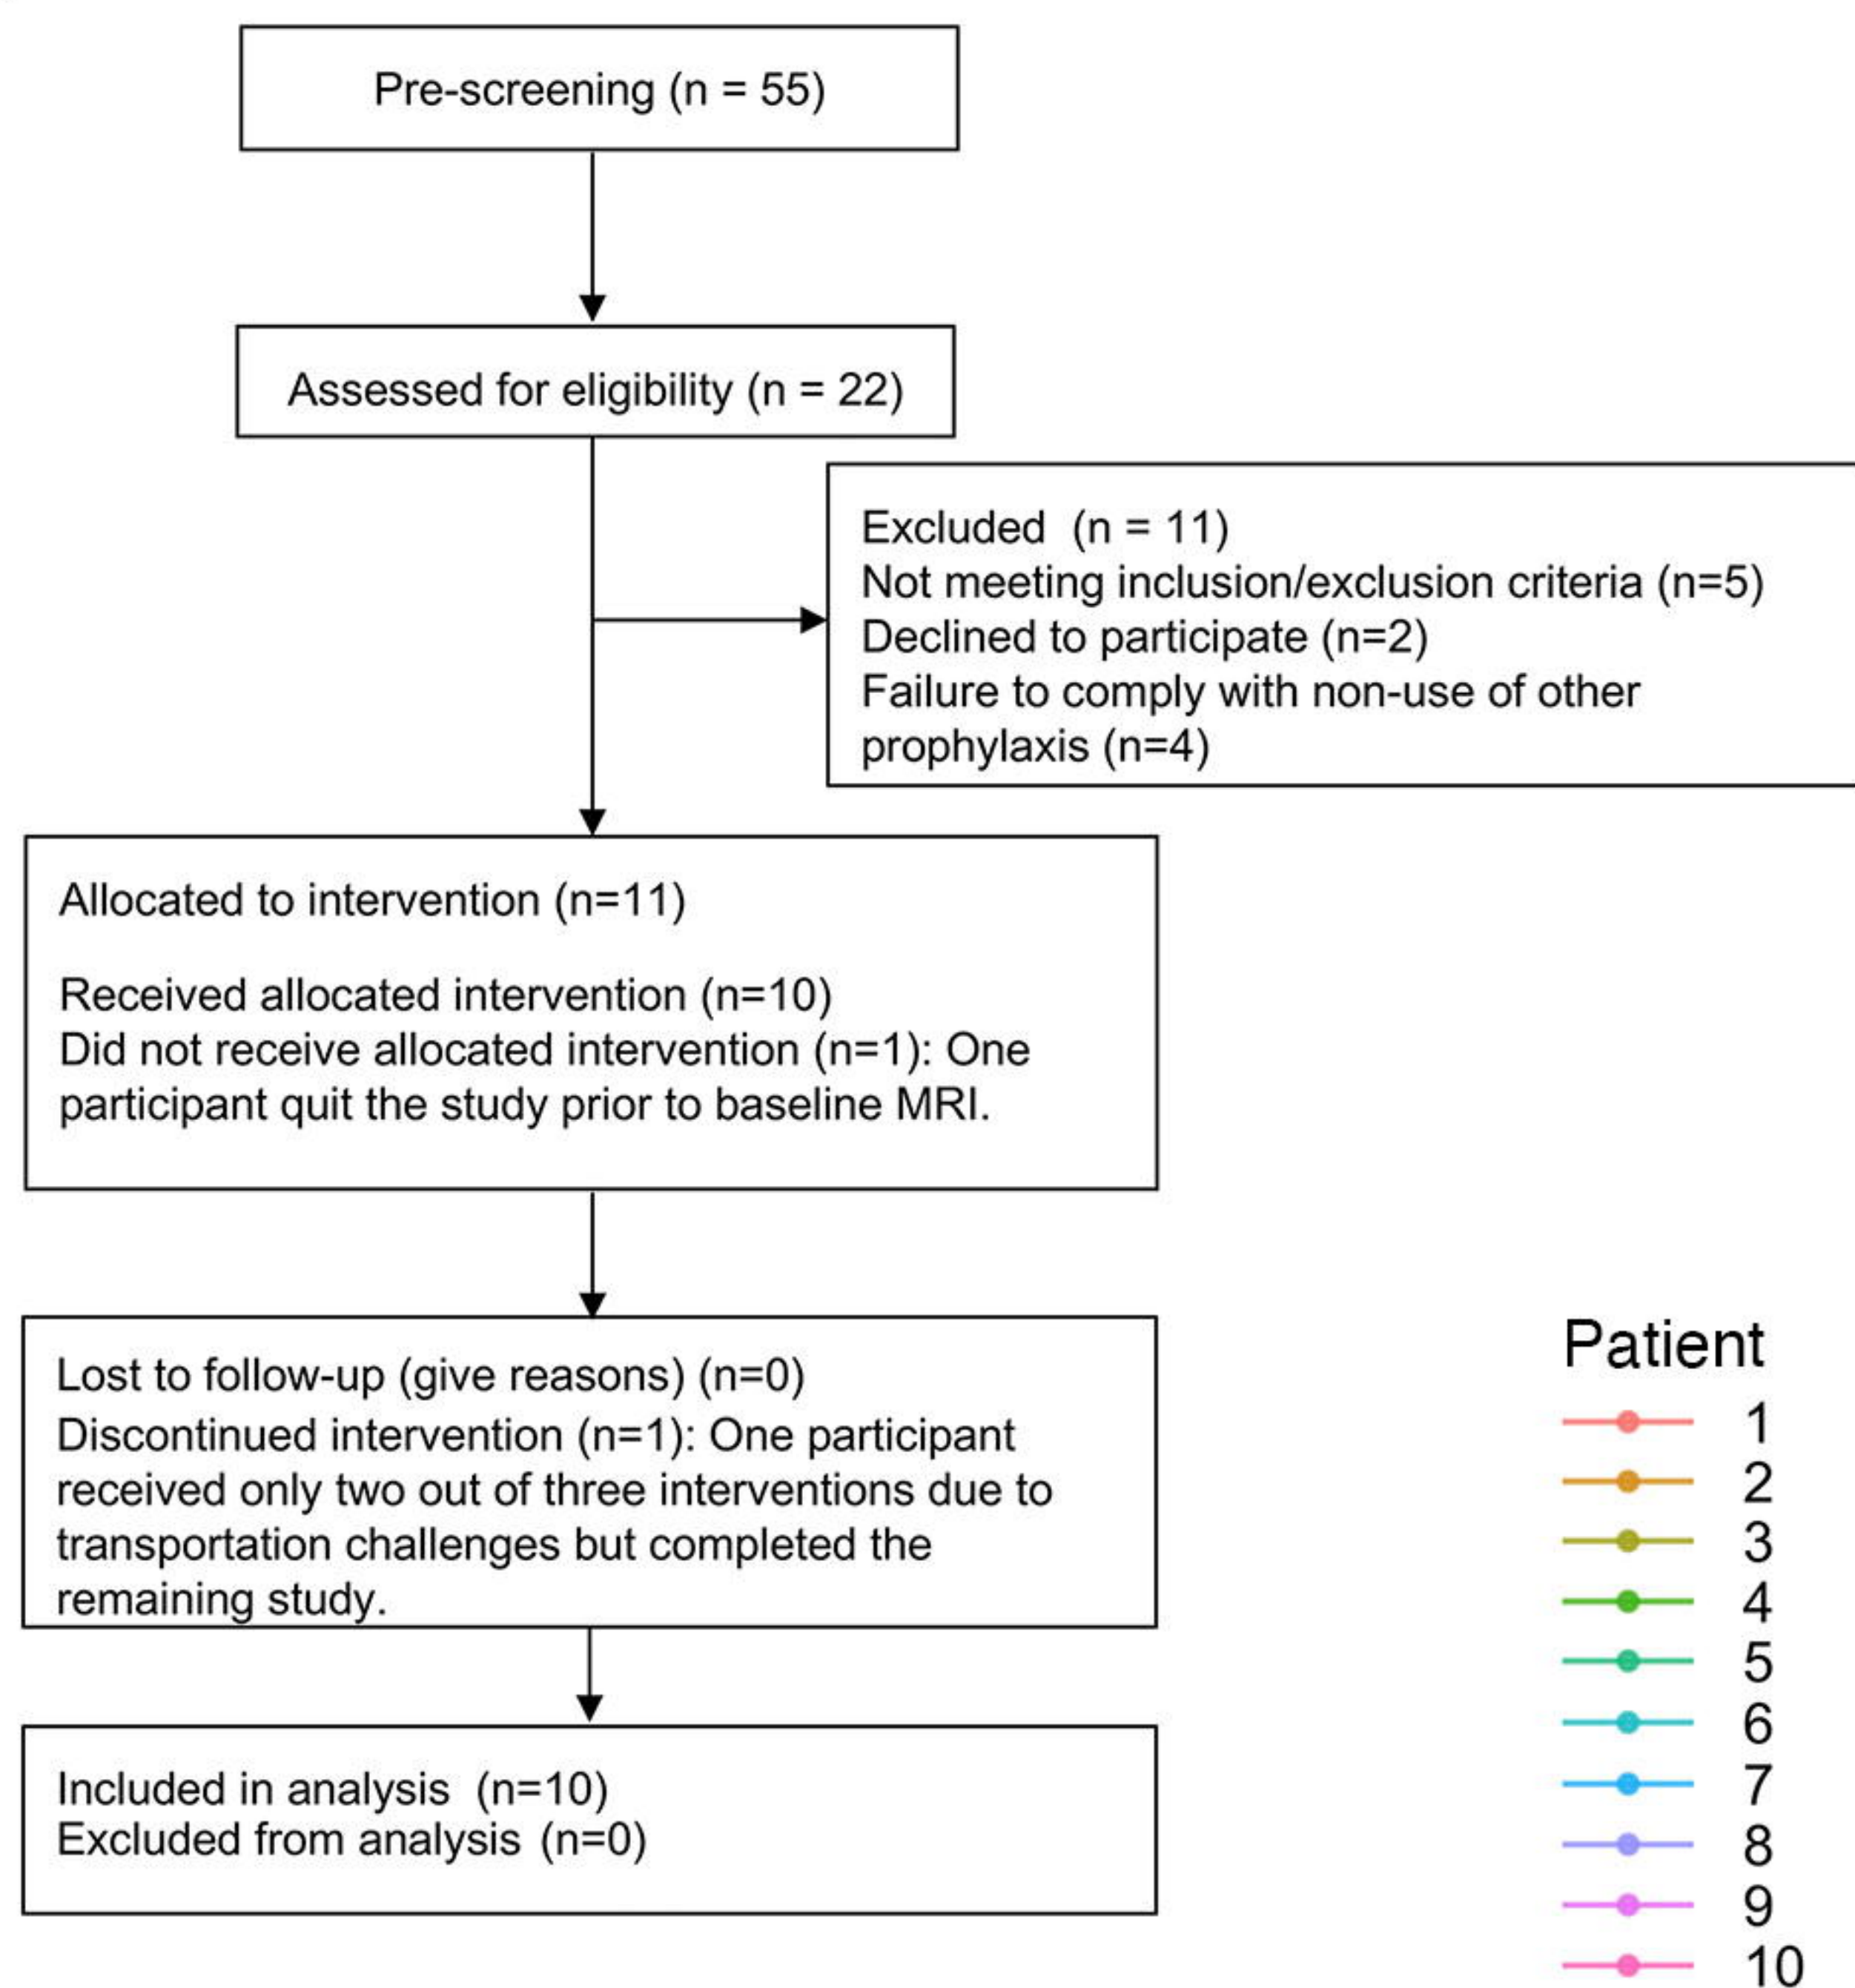 Pre-screening (n = 55)
Assessed for eligibility (n = 22)
Excluded  (n = 11)
Not meeting inclusion/exclusion criteria (n=5)
Declined to participate (n=2)
Failure to comply with non-use of other
prophylaxis (n=4)
Allocated to intervention (n=11)
Received allocated intervention (n=10)
Did not receive allocated intervention (n=1): One
participant quit the study prior to baseline MRI.
Lost to follow-up (give reasons) (n=0)
Discontinued intervention (n=1): One participant
received only two out of three interventions due to
transportation challenges but completed the
remaining study.
Included in analysis  (n=10)
Excluded from analysis (n=0)
Patient
1
2
3
4
5
6
7
8
9
10